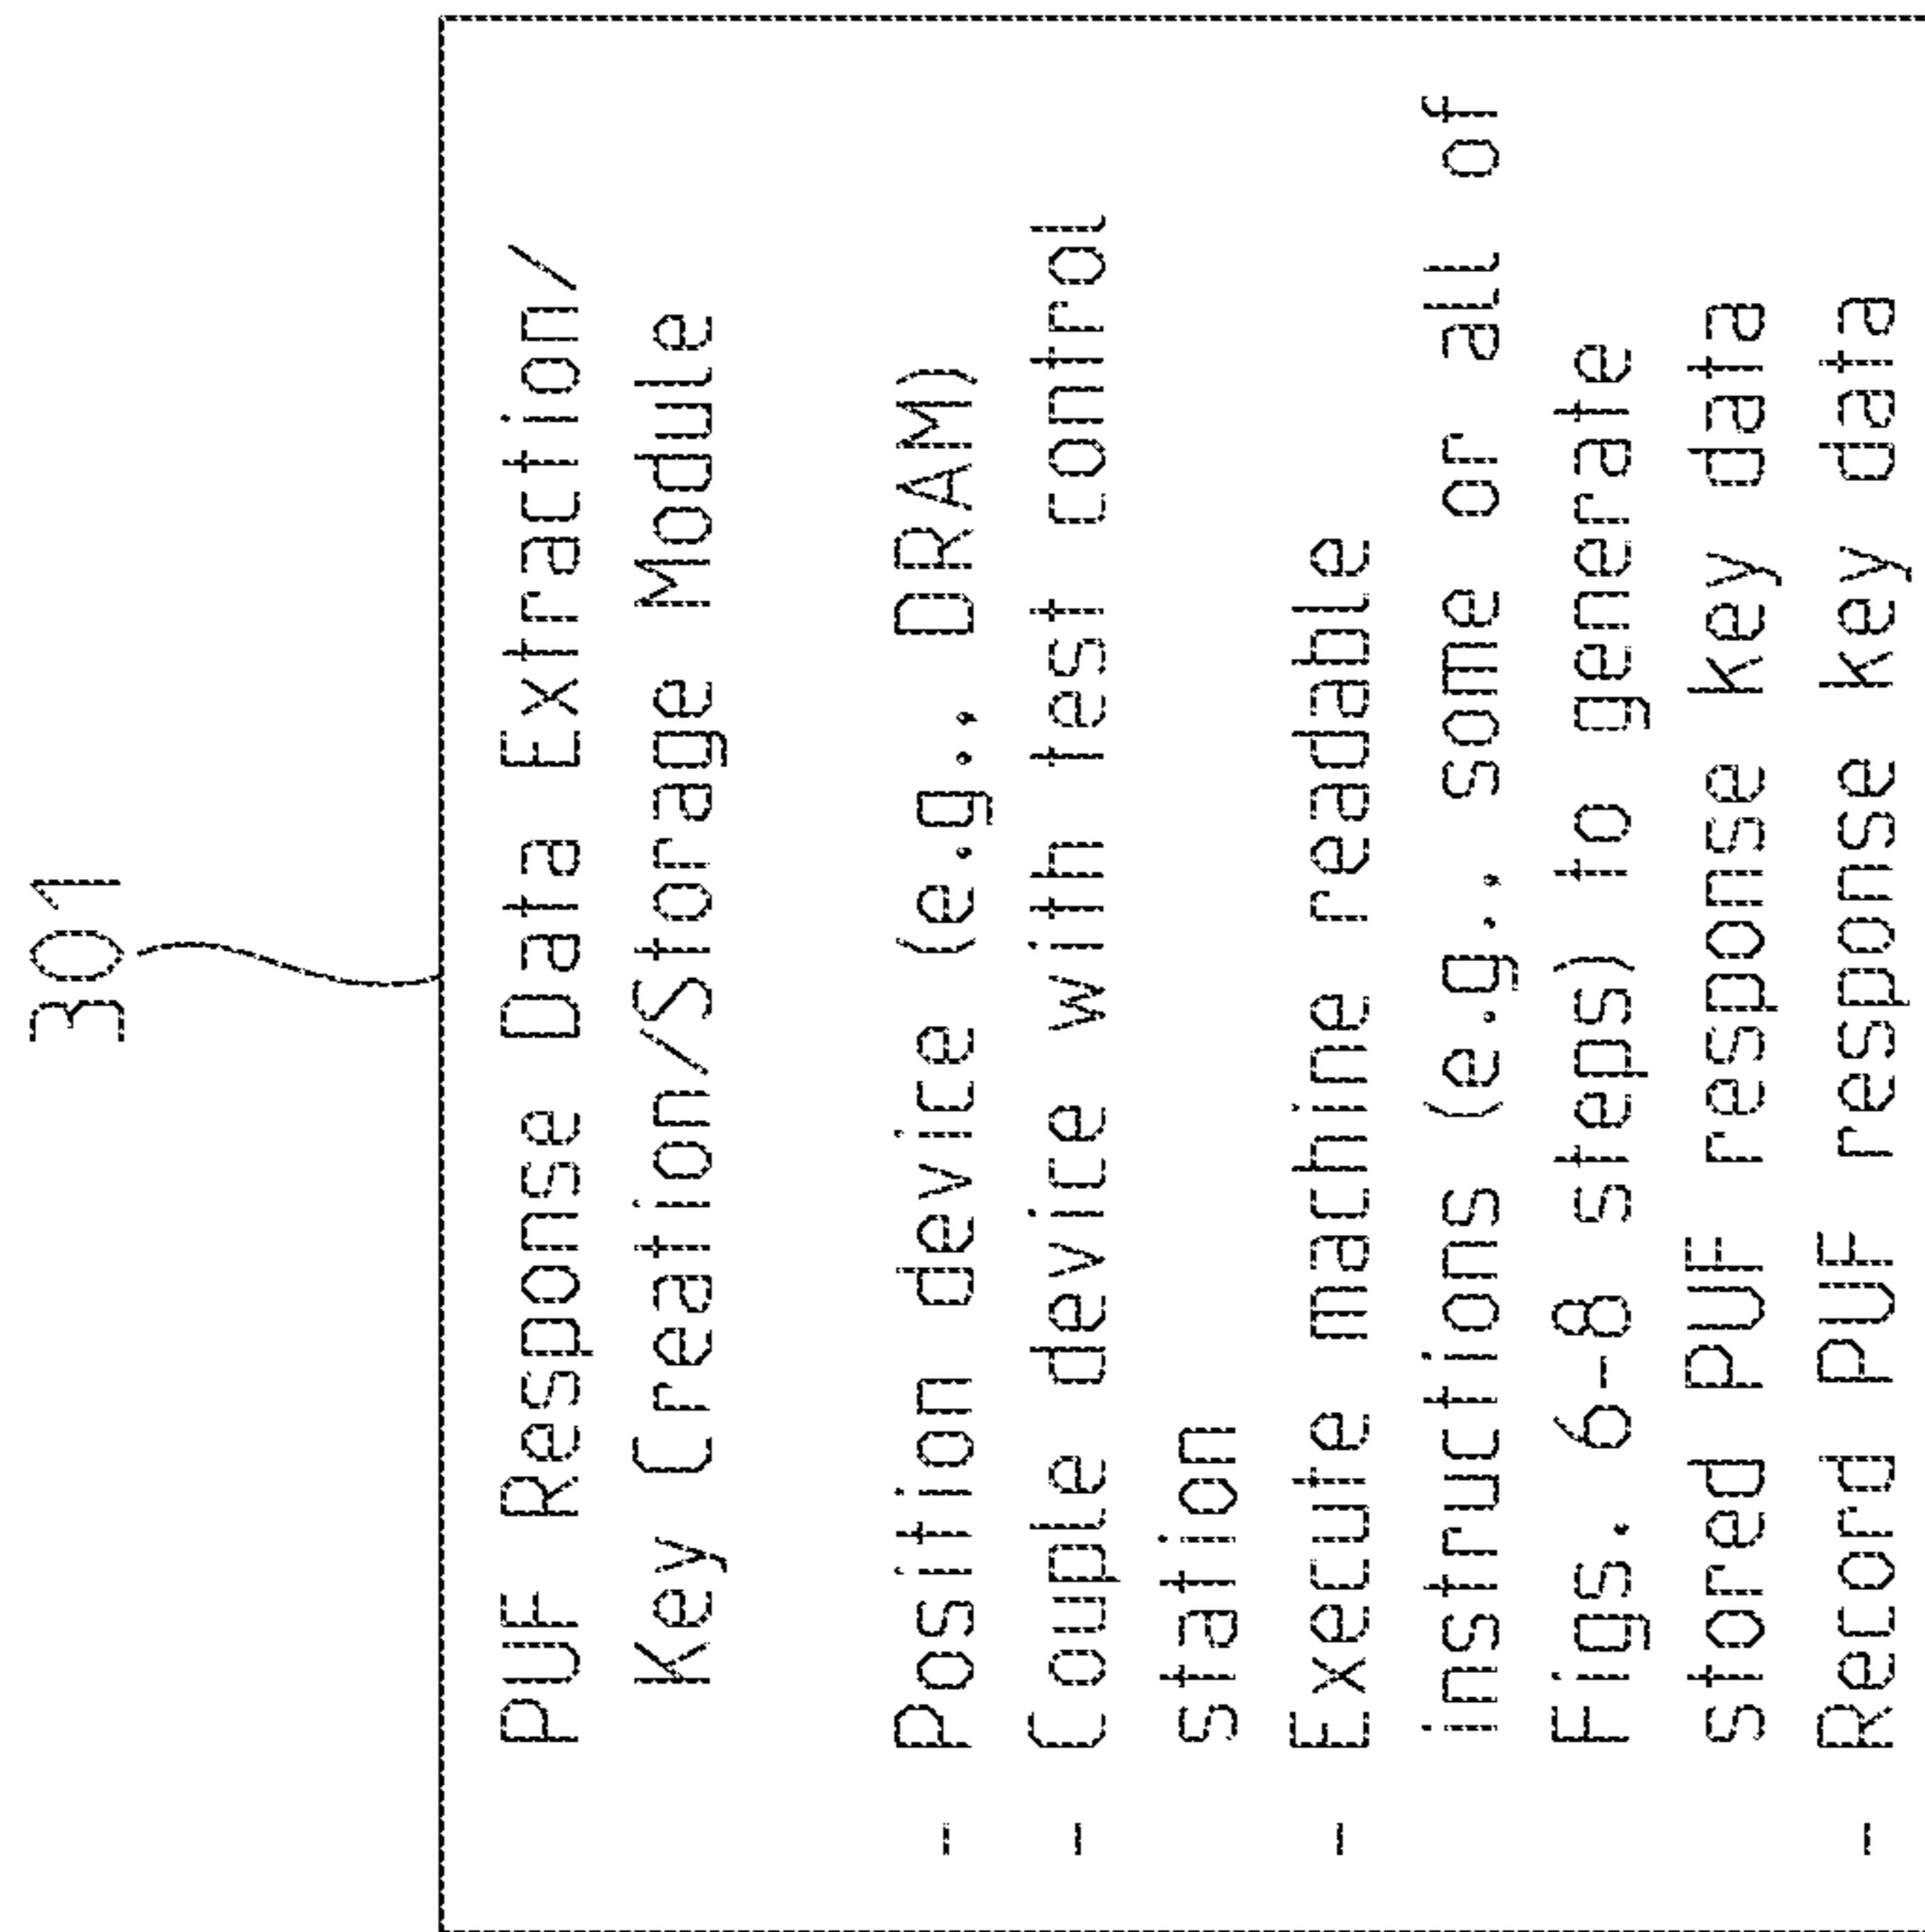 301
PUF Response Data Extraction/
Key Creation/Storage Module
- Position device (e.g., DRAM)
- Couple device with test control
station
- Execute machine readable
instructions (e.g., some or all of
Figs. 6-8 steps) to generate
stored PUF response key data
- Record PUF response key data